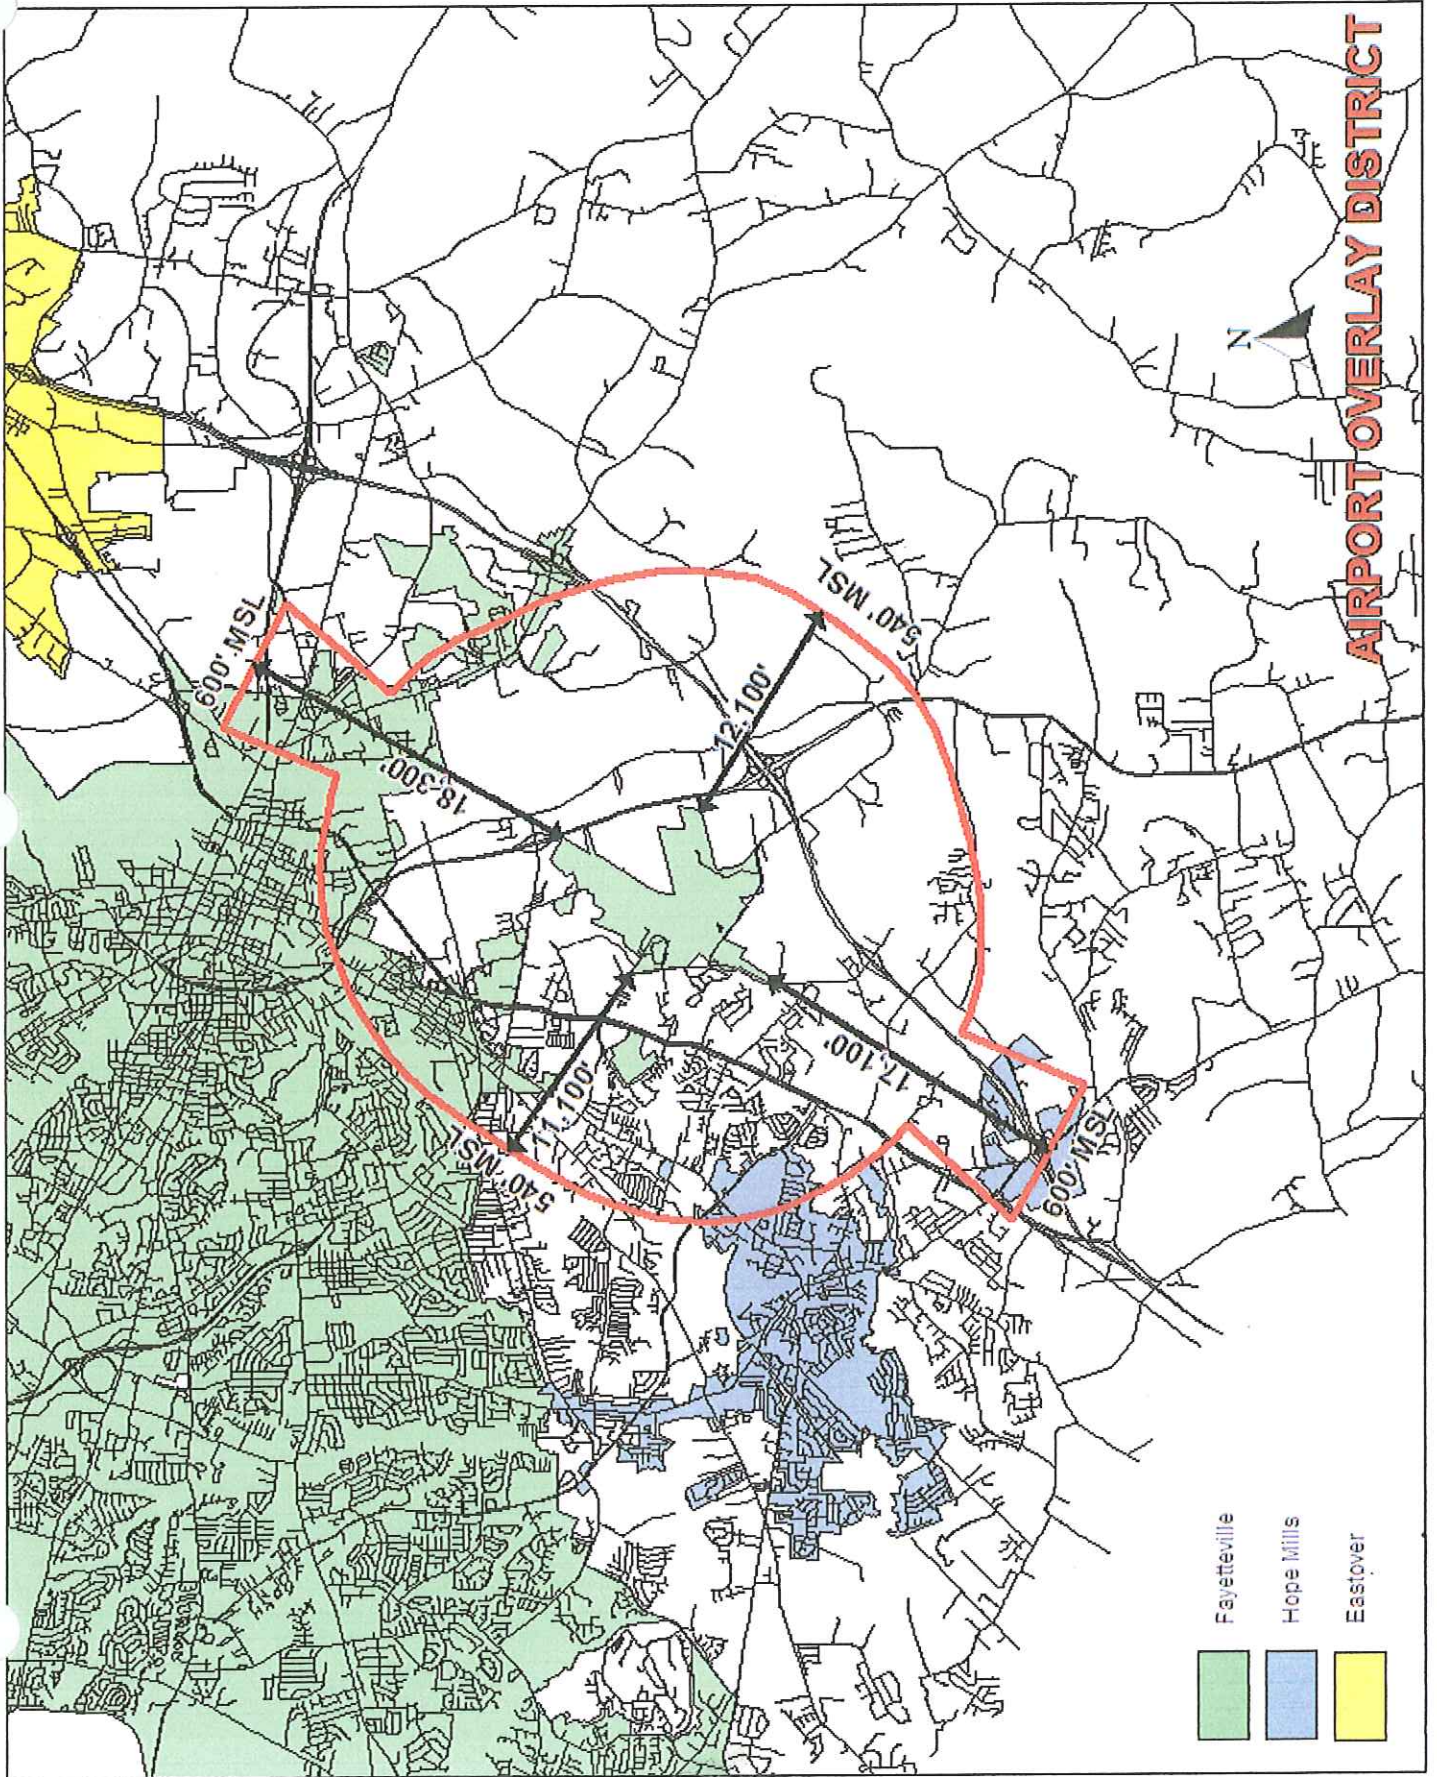 AIRPORT OVERLAY DISTRICT
N
600' MSL
18,300'
12,100'
540' MSL
11,100'
540' MSL
17,100'
600' MSL
Fayetteville
Hope Mills
Eastover